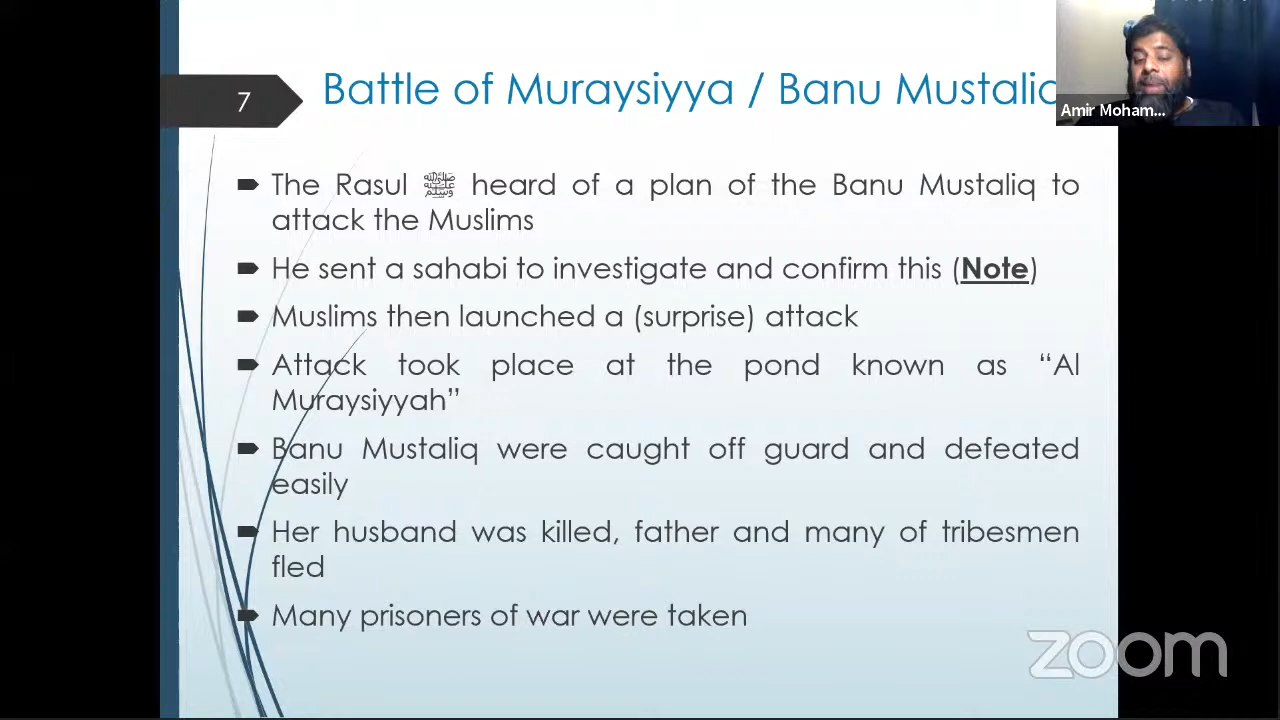 7
Battle of Muraysiyya / Banu Mustaliq
Amir Moham...
The Rasul ﷺ heard of a plan of the Banu Mustaliq to
attack the Muslims
He sent a sahabi to investigate and confirm this (Note)
Muslims then launched a (surprise) attack
Attack took place at the pond known as “Al
Muraysiyyah”
Banu Mustaliq were caught off guard and defeated
easily
Her husband was killed, father and many of tribesmen
fled
Many prisoners of war were taken
zoom